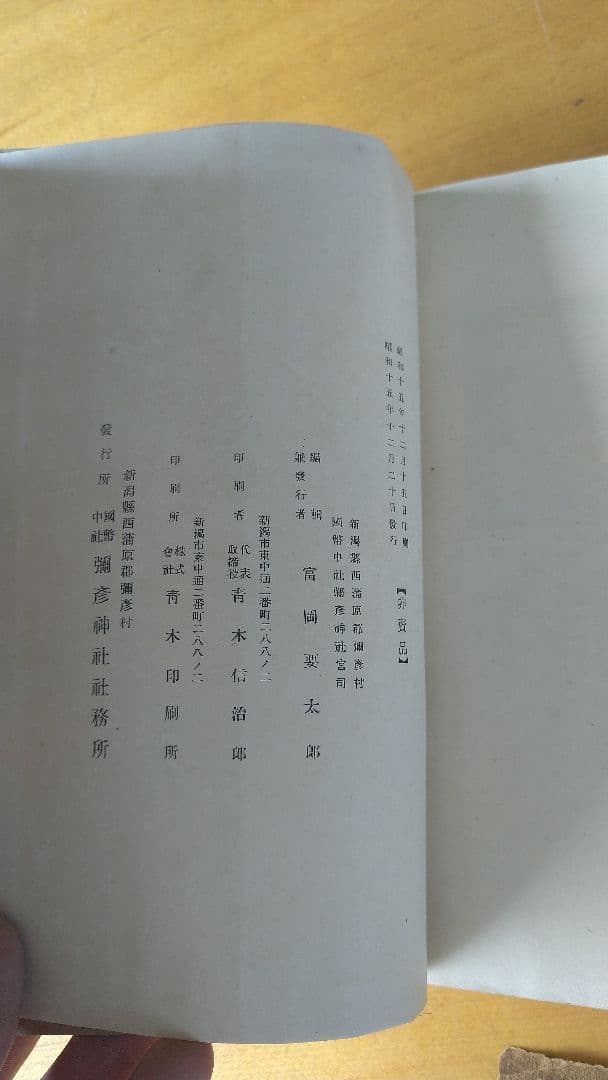 昭和十五年十二月十五日印刷
昭和十五年十二月二十日發行
【非賣品】
新潟縣西蒲原郡彌彦村
國幣中社彌彦神社宮司
編輯兼發行者 富岡要太郎
新潟市東中通二番町二八八ノ二
印刷者 代表取締役 青木信治郎
新潟市東中通二番町二八八ノ二
印刷所 株式會社 青木印刷所
新潟縣西蒲原郡彌彦村
發行所 國幣中社 彌彦神社社務所